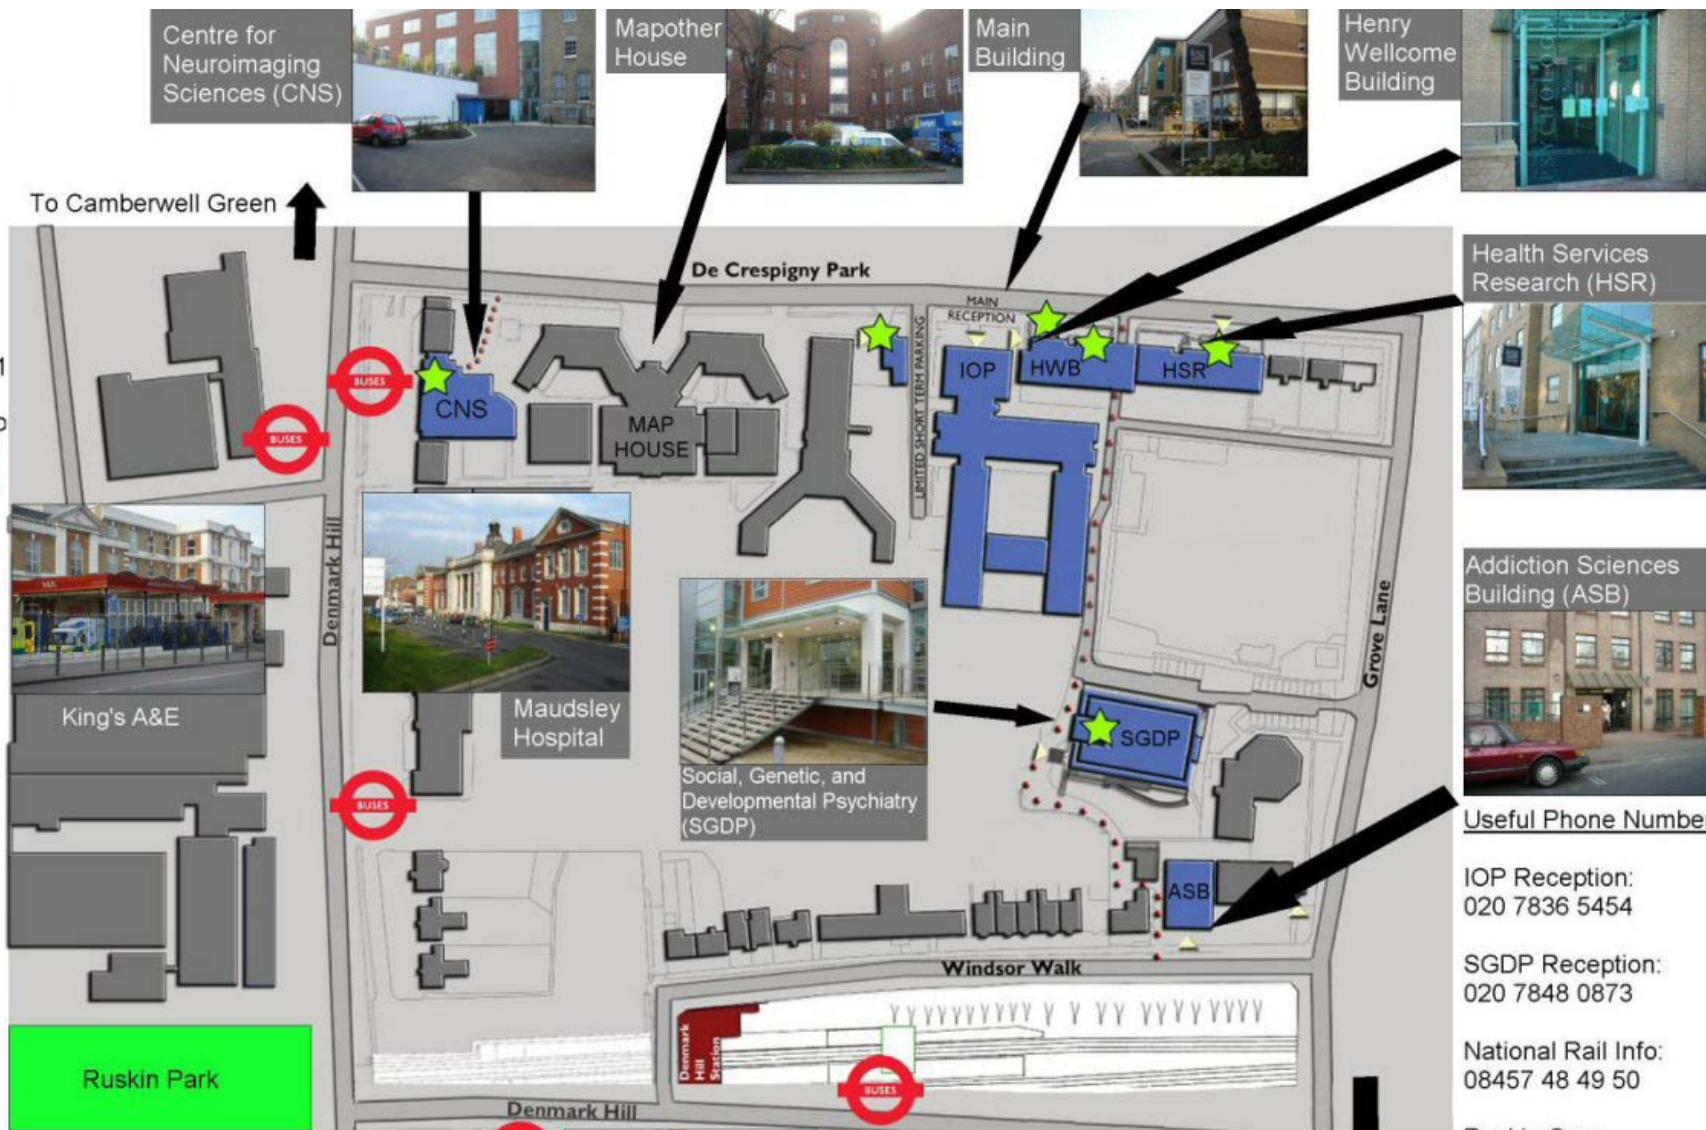 Centre for
Neuroimaging
Sciences (CNS)
Mapother
House
Main
Building
Henry
Wellcome
Building
PSYCHOLOGY
To Camberwell Green
De Crespigny Park
Health Services
Research (HSR)
MAIN
RECEPTION
LIMITED SHORT TERM PARKING
BUSES
BUSES
CNS
MAP
HOUSE
IOP
HWB
HSR
Denmark Hill
Grove Lane
Addiction Sciences
Building (ASB)
King's A&E
Maudsley
Hospital
SGDP
Social, Genetic, and
Developmental Psychiatry
(SGDP)
BUSES
Useful Phone Number
ASB
IOP Reception:
020 7836 5454
Windsor Walk
SGDP Reception:
020 7848 0873
Denmark
Hill
Station
National Rail Info:
08457 48 49 50
Ruskin Park
BUSES
Denmark Hill